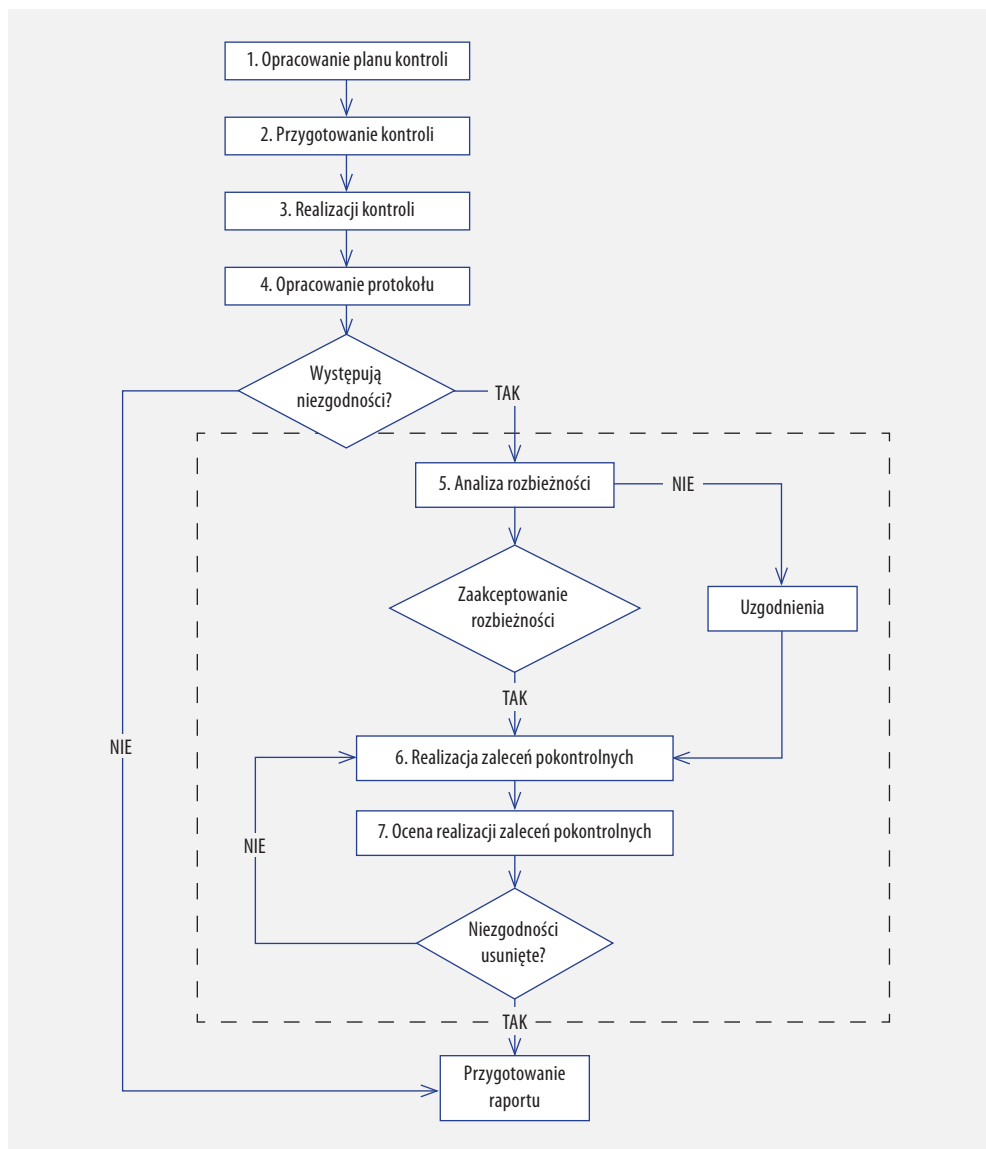 1. Opracowanie planu kontroli
2. Przygotowanie kontroli
3. Realizacji kontroli
4. Opracowanie protokołu
Występują
niezgodności?
TAK
5. Analiza rozbieżności
NIE
Zaakceptowanie
rozbieżności
Uzgodnienia
TAK
NIE
6. Realizacja zaleceń pokontrolnych
7. Ocena realizacji zaleceń pokontrolnych
NIE
Niezgodności
usunięte?
TAK
Przygotowanie
raportu